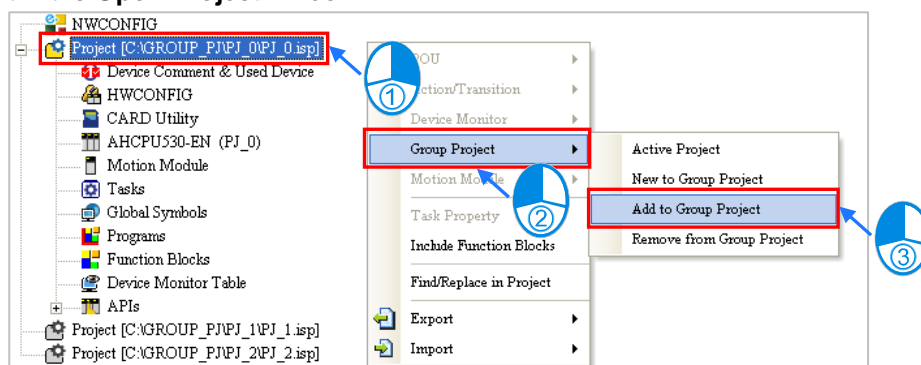 NWCONFIG
Project [C:\GROUP_PJ\PJ_0\PJ_0.isp]
Device Comment & Used Device
HWCONFIG
CARD Utility
AHCPU530-EN (PJ_0)
Motion Module
Tasks
Global Symbols
Programs
Function Blocks
Device Monitor Table
APIs
Project [C:\GROUP_PJ\PJ_1\PJ_1.isp]
Project [C:\GROUP_PJ\PJ_2\PJ_2.isp]
①
Device Monitor
Group Project
Motion
②
Task Property
Include Function Blocks
Find/Replace in Project
Export
Import
Active Project
New to Group Project
Add to Group Project
Remove from Group Project
③